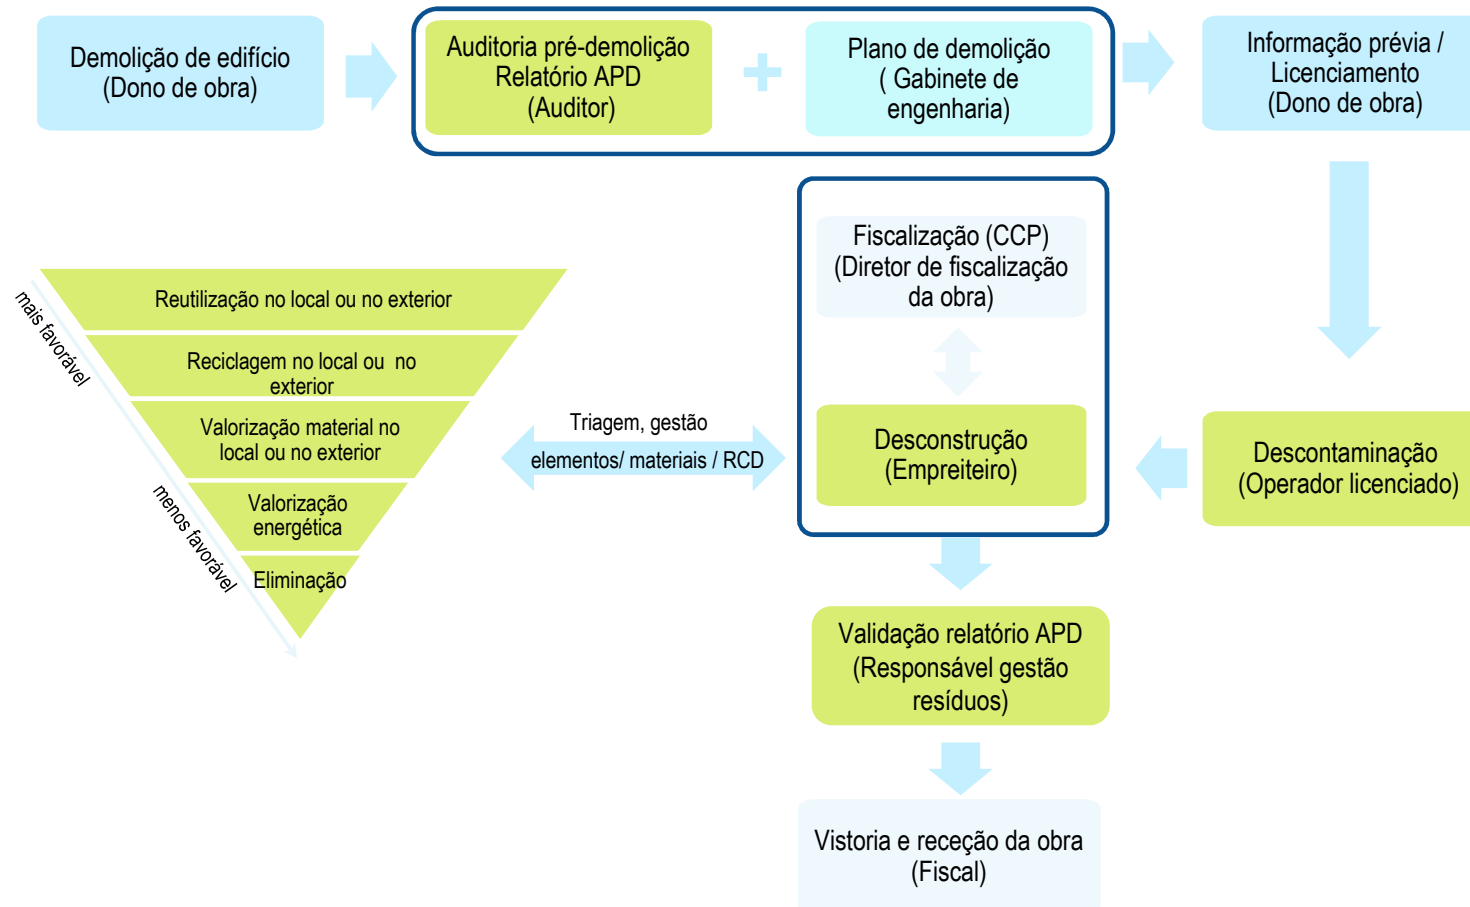 Demolição de edifício
(Dono de obra)
Auditoria pré-demolição
Relatório APD
(Auditor)
Plano de demolição
( Gabinete de
engenharia)
Informação prévia /
Licenciamento
(Dono de obra)
Fiscalização (CCP)
(Diretor de fiscalização
da obra)
mais favorável
menos favorável
Reutilização no local ou no exterior
Reciclagem no local ou no
exterior
Valorização material no
local ou no exterior
Valorização
energética
Eliminação
Triagem, gestão
elementos/ materiais / RCD
Desconstrução
(Empreiteiro)
Descontaminação
(Operador licenciado)
Validação relatório APD
(Responsável gestão
resíduos)
Vistoria e receção da obra
(Fiscal)